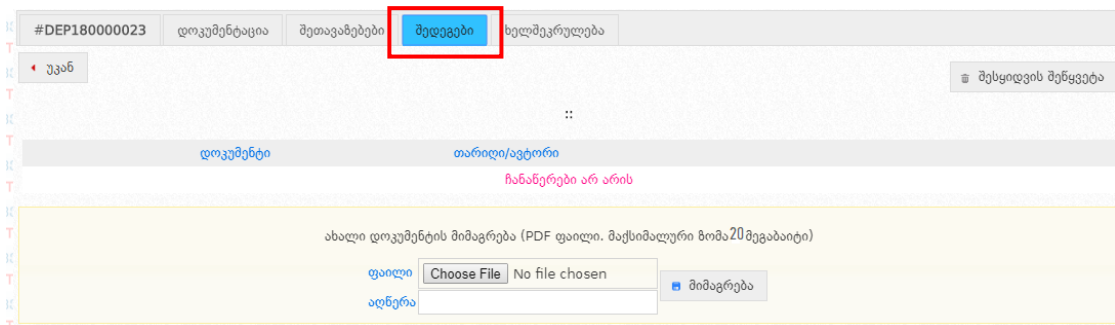 #DEP180000023 დოკუმენტაცია შეთავაზებები შედეგები ხელშეკრულება
უკან
შესყიდვის შეწყვეტა
::
დოკუმენტი თარიღი/ავტორი
ჩანაწერები არ არის
ახალი დოკუმენტის მიმაგრება (PDF ფაილი. მაქსიმალური ზომა 20 მეგაბაიტი)
ფაილი Choose File No file chosen
მიმაგრება
აღწერა